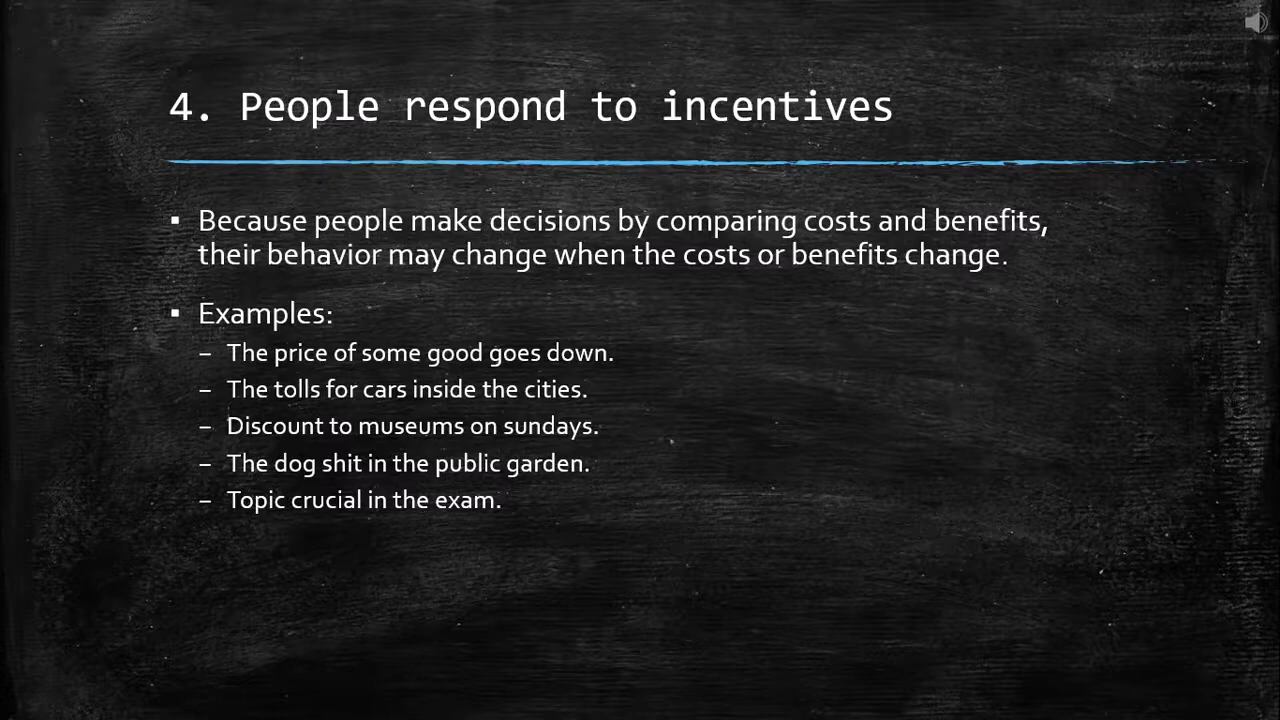 4. People respond to incentives
▪ Because people make decisions by comparing costs and benefits,
their behavior may change when the costs or benefits change.
▪ Examples:
– The price of some good goes down.
– The tolls for cars inside the cities.
– Discount to museums on sundays.
– The dog shit in the public garden.
– Topic crucial in the exam.